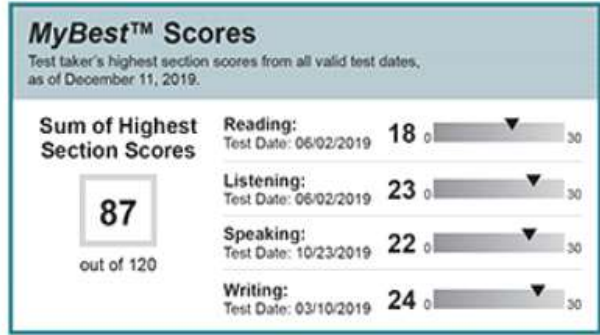 MyBest™ Scores
Test taker's highest section scores from all valid test dates,
as of December 11, 2019.
Sum of Highest
Section Scores
87
out of 120
Reading:
Test Date: 06/02/2019
18
0
30
Listening:
Test Date: 06/02/2019
23
0
30
Speaking:
Test Date: 10/23/2019
22
0
30
Writing:
Test Date: 03/10/2019
24
0
30